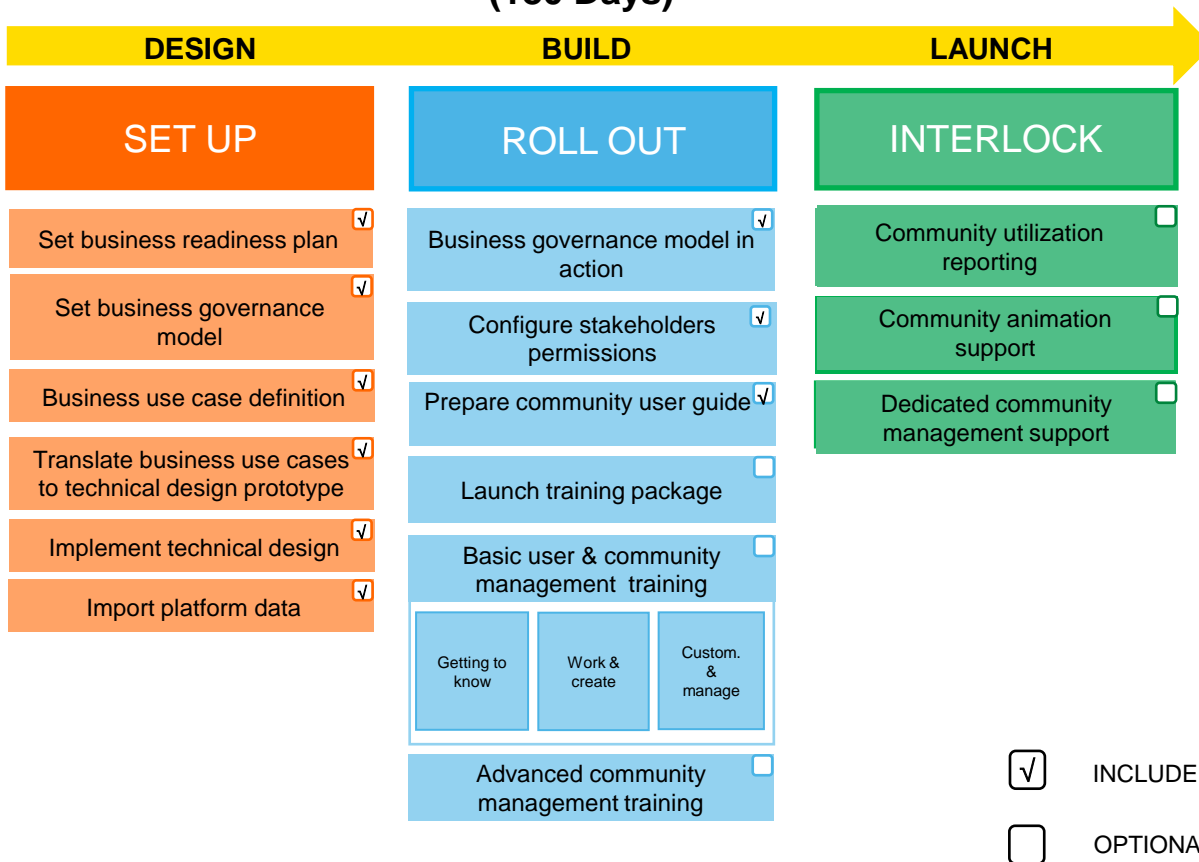 DESIGN BUILD LAUNCH
SET UP
Set business readiness plan √
Set business governance
model √
Business use case definition √
Translate business use cases
to technical design prototype √
Implement technical design √
Import platform data √
ROLL OUT
Business governance model in
action √
Configure stakeholders
permissions √
Prepare community user guide √
Launch training package
Basic user & community
management training
Getting to
know
Work &
create
Custom.
&
manage
Advanced community
management training
INTERLOCK
Community utilization
reporting
Community animation
support
Dedicated community
management support
√ INCLUDE
OPTIONA